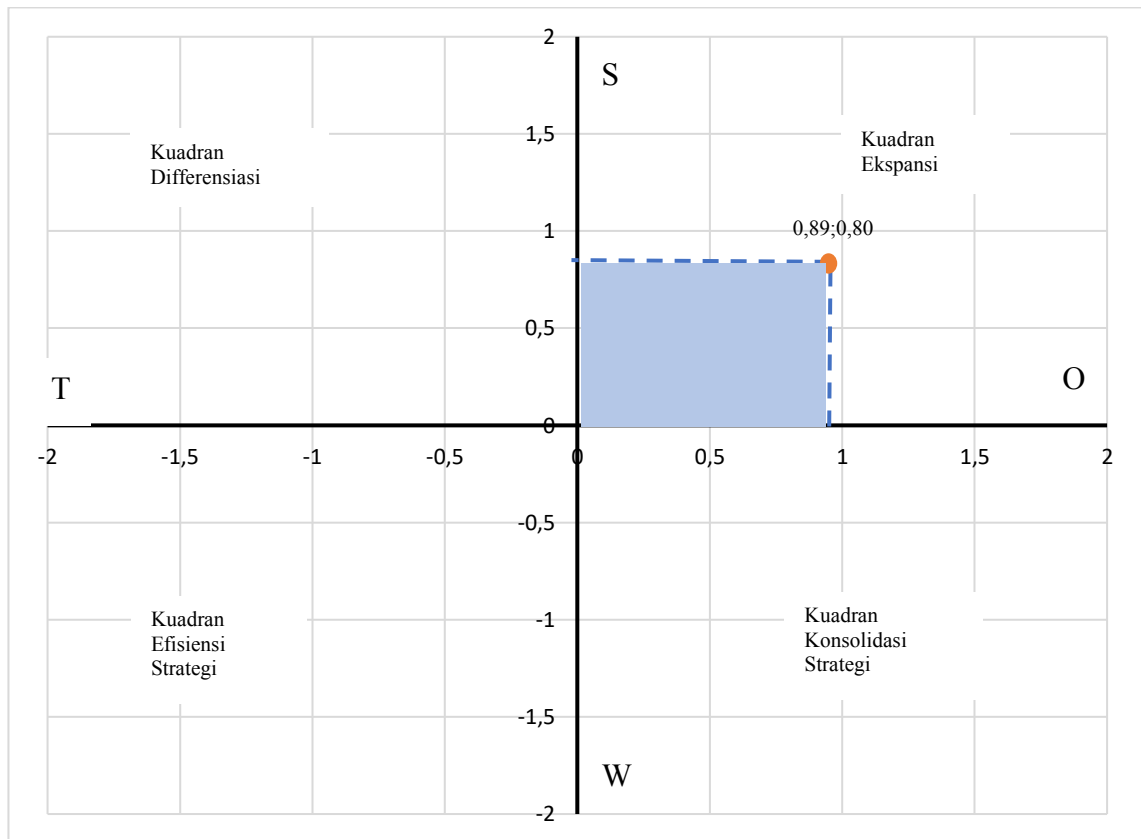 2
S
1,5
Kuadran
Differensiasi
Kuadran
Ekspansi
1
0,89;0,80
0,5
T
O
0
-2
-1,5
-1
-0,5
0
0,5
1
1,5
2
-0,5
-1
Kuadran
Efisiensi
Strategi
Kuadran
Konsolidasi
Strategi
-1,5
W
-2